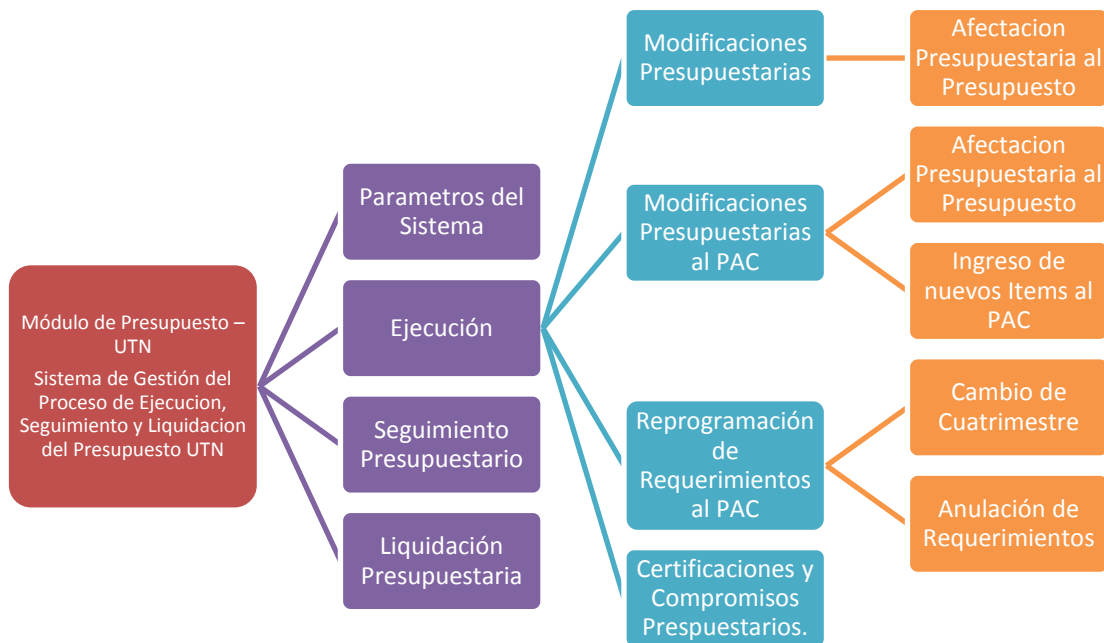 Módulo de Presupuesto –
UTN
Sistema de Gestión del
Proceso de Ejecucion,
Seguimiento y Liquidacion
del Presupuesto UTN
Parametros del
Sistema
Ejecución
Seguimiento
Presupuestario
Liquidación
Presupuestaria
Modificaciones
Presupuestarias
Modificaciones
Presupuestarias
al PAC
Reprogramación
de
Requerimientos
al PAC
Certificaciones y
Compromisos
Prespuestarios.
Afectacion
Presupuestaria al
Presupuesto
Afectacion
Presupuestaria al
Presupuesto
Ingreso de
nuevos Items al
PAC
Cambio de
Cuatrimestre
Anulación de
Requerimientos